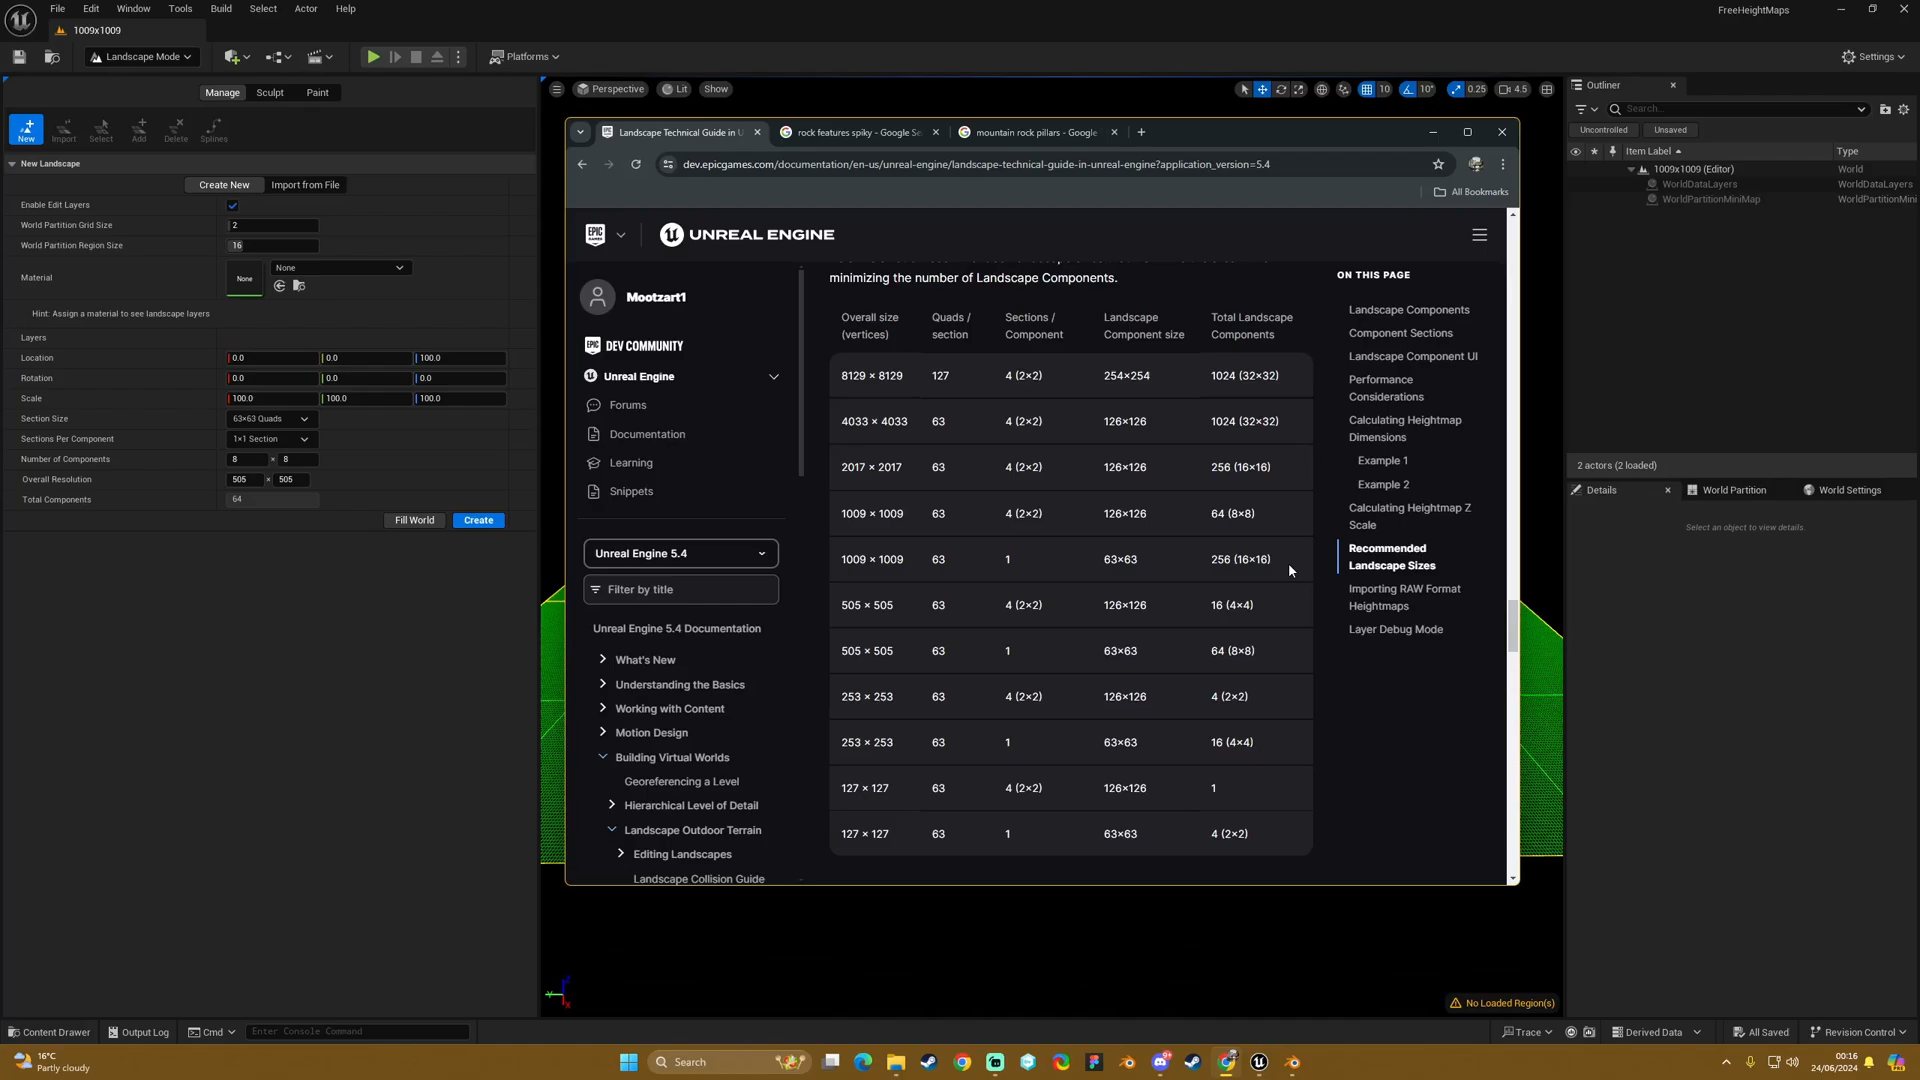 File Edit Window Tools Build Select Actor Help
FreeHeightMaps
1009x1009
Landscape Mode
Platforms
Settings
Manage Sculpt Paint
New Import Select Add Delete Splines
New Landscape
Create New Import from File
Enable Edit Layers
World Partition Grid Size 2
World Partition Region Size 16
Material None None
Hint: Assign a material to see landscape layers
Layers
Location 0.0 0.0 100.0
Rotation 0.0 0.0 0.0
Scale 100.0 100.0 100.0
Section Size 63×63 Quads
Sections Per Component 1×1 Section
Number of Components 8 × 8
Overall Resolution 505 × 505
Total Components 64
Fill World Create
Perspective Lit Show
10 10° 0.25 4.5
Landscape Technical Guide in U
rock features spiky - Google Se
mountain rock pillars - Google
dev.epicgames.com/documentation/en-us/unreal-engine/landscape-technical-guide-in-unreal-engine?application_version=5.4
All Bookmarks
EPIC GAMES
UNREAL ENGINE
Mootzart1
EPIC GAMES DEV COMMUNITY
Unreal Engine
Forums
Documentation
Learning
Snippets
Unreal Engine 5.4
Filter by title
Unreal Engine 5.4 Documentation
What's New
Understanding the Basics
Working with Content
Motion Design
Building Virtual Worlds
Georeferencing a Level
Hierarchical Level of Detail
Landscape Outdoor Terrain
Editing Landscapes
Landscape Collision Guide
minimizing the number of Landscape Components.
Overall size (vertices) Quads / section Sections / Component Landscape Component size Total Landscape Components
8129 × 8129 127 4 (2×2) 254×254 1024 (32×32)
4033 × 4033 63 4 (2×2) 126×126 1024 (32×32)
2017 × 2017 63 4 (2×2) 126×126 256 (16×16)
1009 × 1009 63 4 (2×2) 126×126 64 (8×8)
1009 × 1009 63 1 63×63 256 (16×16)
505 × 505 63 4 (2×2) 126×126 16 (4×4)
505 × 505 63 1 63×63 64 (8×8)
253 × 253 63 4 (2×2) 126×126 4 (2×2)
253 × 253 63 1 63×63 16 (4×4)
127 × 127 63 4 (2×2) 126×126 1
127 × 127 63 1 63×63 4 (2×2)
ON THIS PAGE
Landscape Components
Component Sections
Landscape Component UI
Performance
Considerations
Calculating Heightmap
Dimensions
Example 1
Example 2
Calculating Heightmap Z
Scale
Recommended
Landscape Sizes
Importing RAW Format
Heightmaps
Layer Debug Mode
Outliner
Search...
Uncontrolled Unsaved
Item Label Type
1009x1009 (Editor) World
WorldDataLayers WorldDataLayers
WorldPartitionMiniMap WorldPartitionMini
2 actors (2 loaded)
Details World Partition World Settings
Select an object to view details.
No Loaded Region(s)
Content Drawer Output Log Cmd Enter Console Command
Trace Derived Data All Saved Revision Control
16°C
Partly cloudy
Search
00:16
24/06/2024